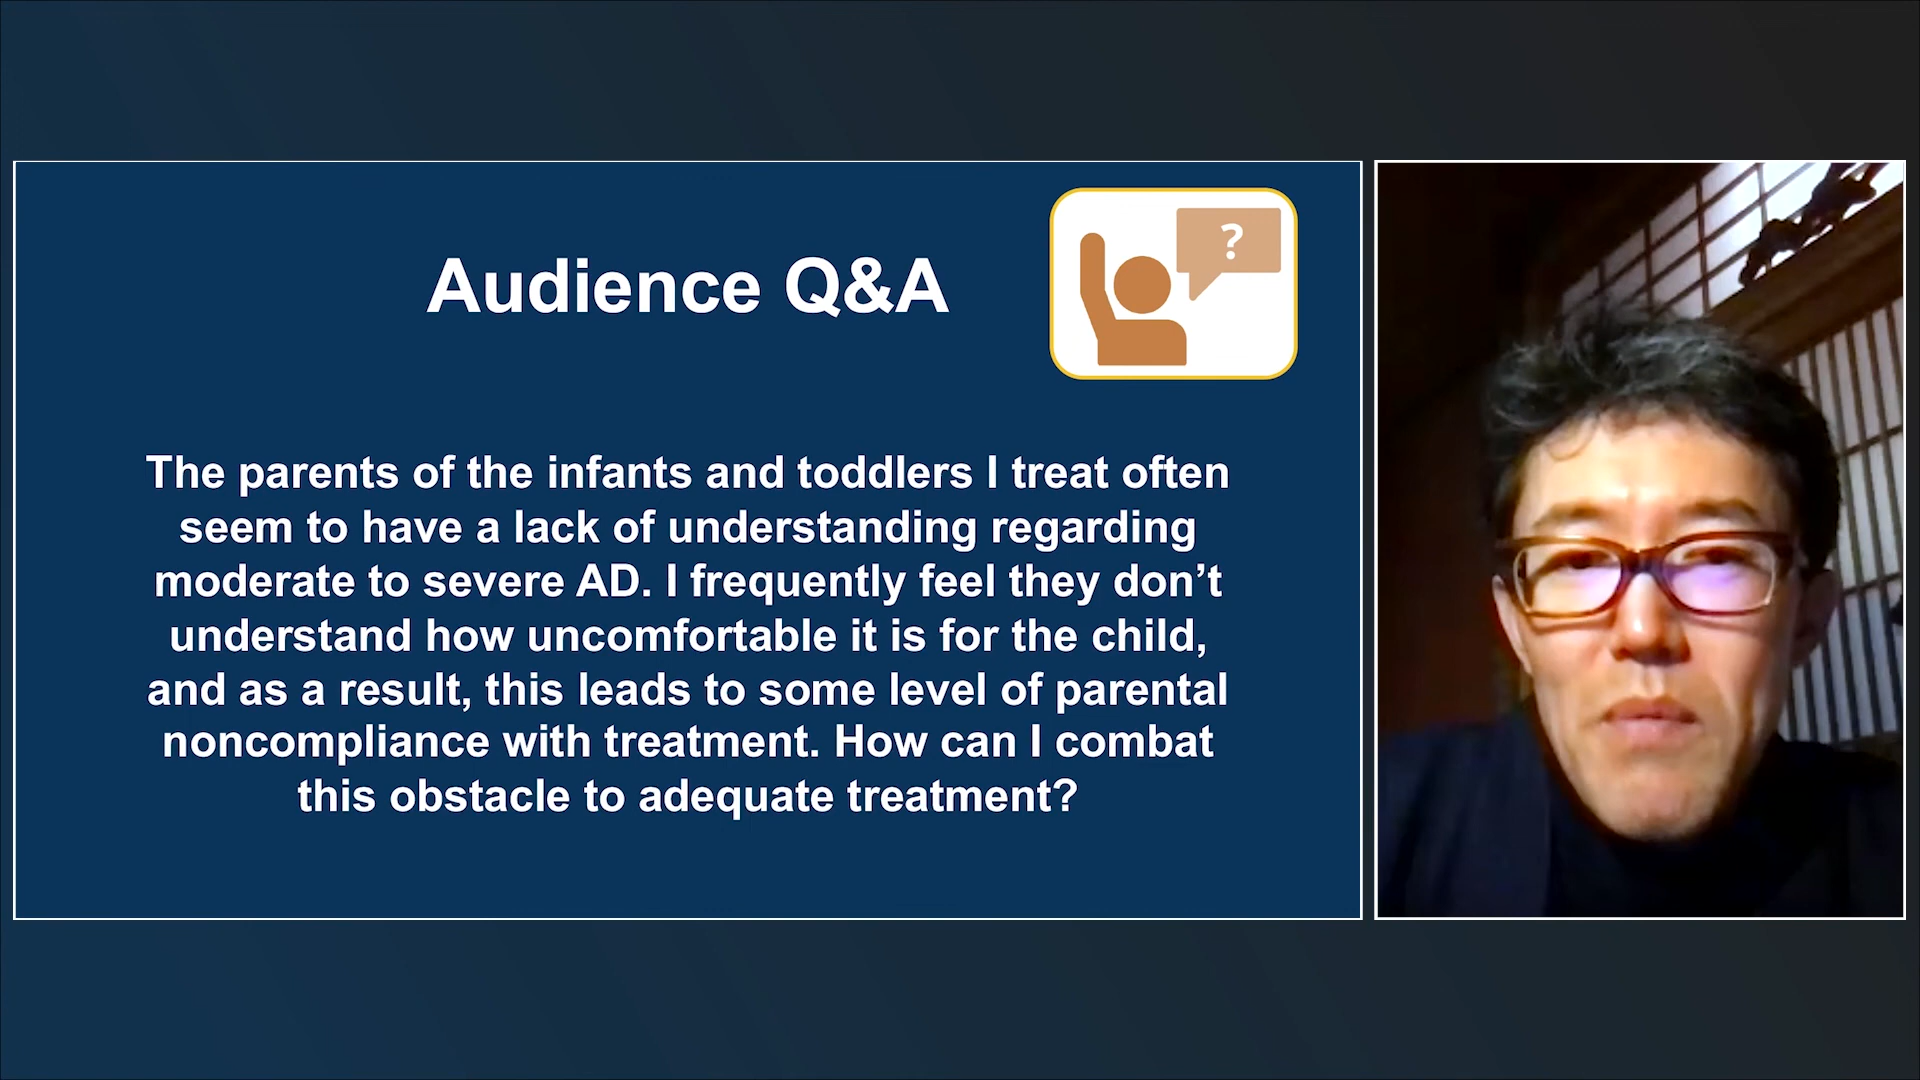 Audience Q&A
?
The parents of the infants and toddlers I treat often
seem to have a lack of understanding regarding
moderate to severe AD. I frequently feel they don’t
understand how uncomfortable it is for the child,
and as a result, this leads to some level of parental
noncompliance with treatment. How can I combat
this obstacle to adequate treatment?